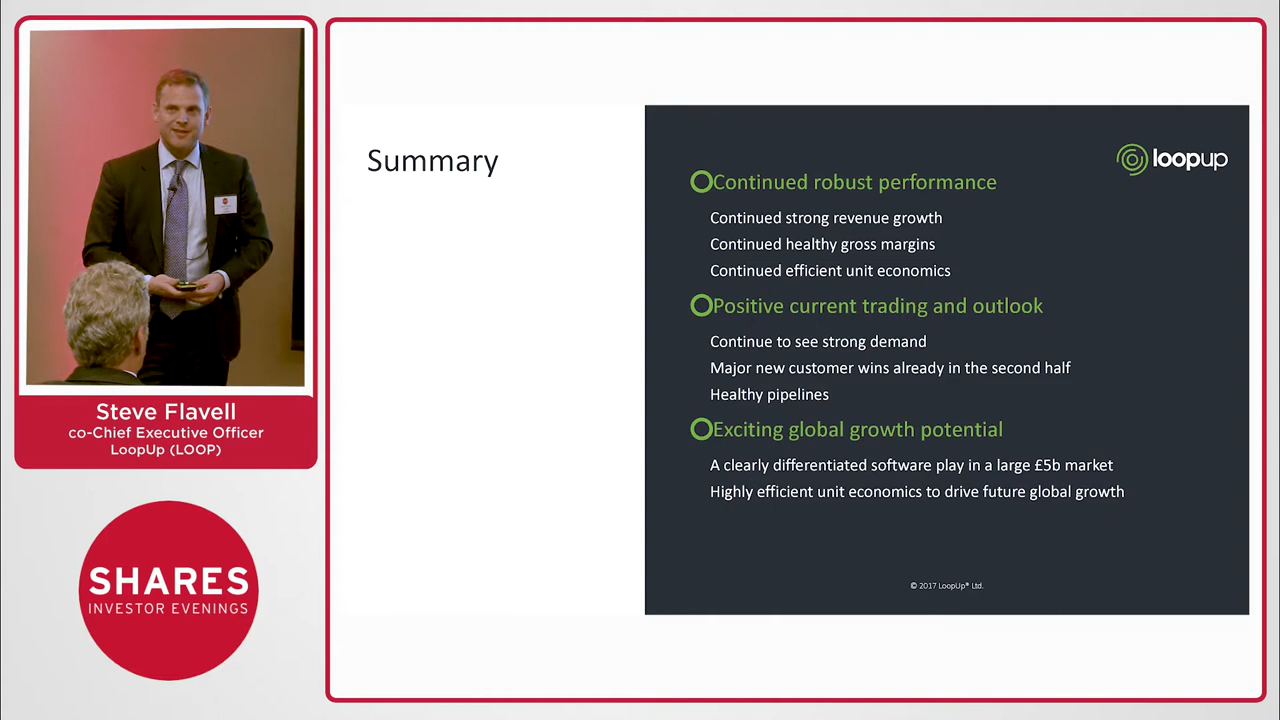 Steve Flavell
co-Chief Executive Officer
LoopUp (LOOP)
SHARES
INVESTOR EVENINGS
Summary
loopup
Continued robust performance
Continued strong revenue growth
Continued healthy gross margins
Continued efficient unit economics
Positive current trading and outlook
Continue to see strong demand
Major new customer wins already in the second half
Healthy pipelines
Exciting global growth potential
A clearly differentiated software play in a large £5b market
Highly efficient unit economics to drive future global growth
© 2017 LoopUp® Ltd.